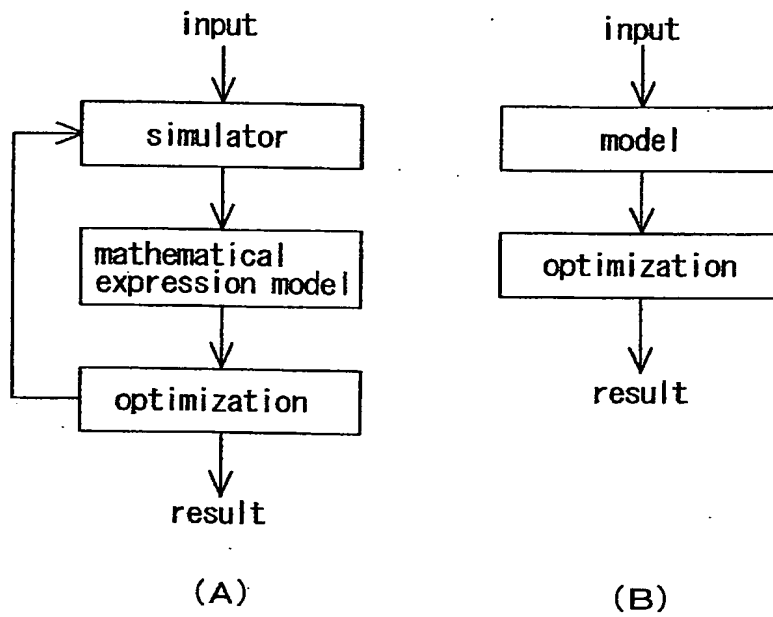 input
simulator
mathematical
expression model
optimization
result
(A)
input
model
optimization
result
(B)